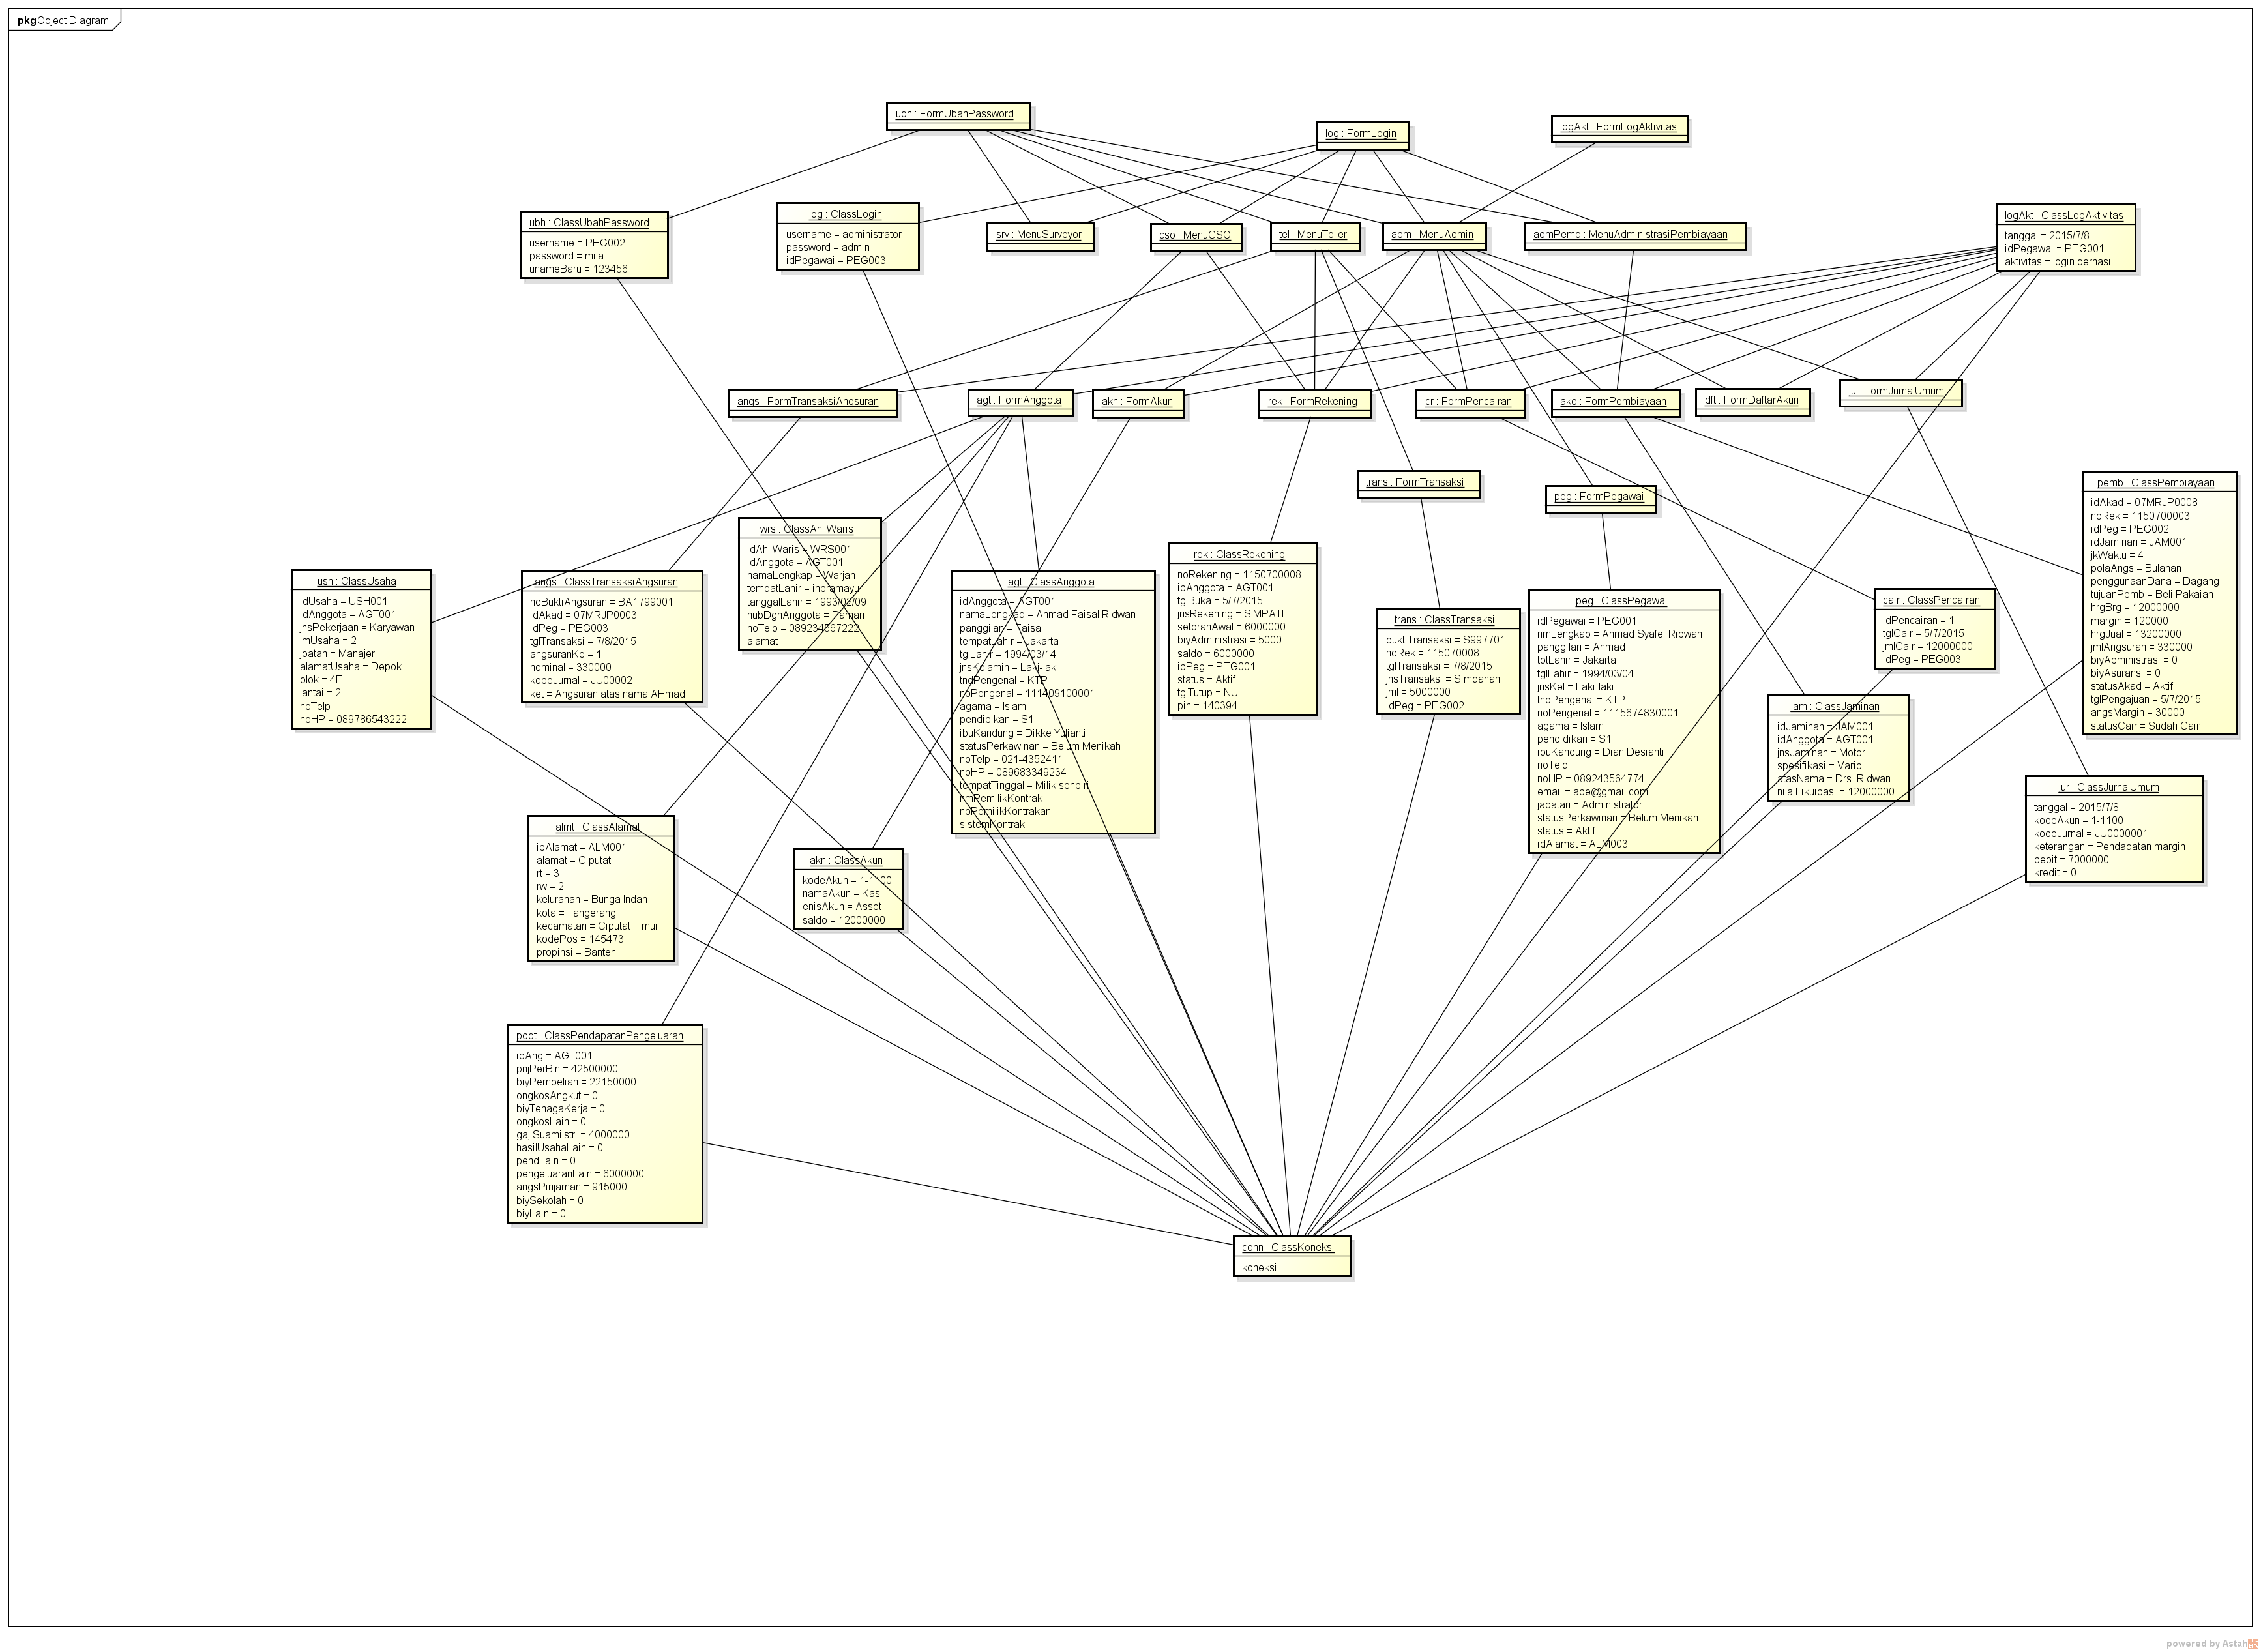 pkg Object Diagram
ubh : FormUbahPassword
log : FormLogin
logAkt : FormLogAktivitas
ubh : ClassUbahPassword
username = PEG002
password = mila
unameBaru = 123456
log : ClassLogin
username = administrator
password = admin
idPegawai = PEG003
srv : MenuSurveyor
cso : MenuCSO
tel : MenuTeller
adm : MenuAdmin
admPemb : MenuAdministrasiPembiayaan
logAkt : ClassLogAktivitas
tanggal = 2015/7/8
idPegawai = PEG001
aktivitas = login berhasil
angs : FormTransaksiAngsuran
agt : FormAnggota
akn : FormAkun
rek : FormRekening
cr : FormPencairan
akd : FormPembiayaan
dft : FormDaftarAkun
ju : FormJurnalUmum
trans : FormTransaksi
peg : FormPegawai
ush : ClassUsaha
idUsaha = USH001
idAnggota = AGT001
jnsPekerjaan = Karyawan
lmUsaha = 2
jbatan = Manajer
alamatUsaha = Depok
blok = 4E
lantai = 2
noTelp
noHP = 089786543222
angs : ClassTransaksiAngsuran
noBuktiAngsuran = BA1799001
idAkad = 07MRJP0003
idPeg = PEG003
tglTransaksi = 7/8/2015
angsuranKe = 1
nominal = 330000
kodeJurnal = JU00002
ket = Angsuran atas nama AHmad
wrs : ClassAhliWaris
idAhliWaris = WRS001
idAnggota = AGT001
namaLengkap = Warjan
tempatLahir = indramayu
tanggalLahir = 1993/02/09
hubDgnAnggota = Paman
noTelp = 089234567222
alamat
agt : ClassAnggota
idAnggota = AGT001
namaLengkap = Ahmad Faisal Ridwan
panggilan = Faisal
tempatLahir = Jakarta
tglLahir = 1994/03/14
jnsKelamin = Laki-laki
tndPengenal = KTP
noPengenal = 111409100001
agama = Islam
pendidikan = S1
ibuKandung = Dikke Yulianti
statusPerkawinan = Belum Menikah
noTelp = 021-4352411
noHP = 089683349234
tempatTinggal = Milik sendiri
nmPemilikKontrak
noPemilikKontrakan
sistemKontrak
rek : ClassRekening
noRekening = 1150700008
idAnggota = AGT001
tglBuka = 5/7/2015
jnsRekening = SIMPATI
setoranAwal = 6000000
biyAdministrasi = 5000
saldo = 6000000
idPeg = PEG001
status = Aktif
tglTutup = NULL
pin = 140394
trans : ClassTransaksi
buktiTransaksi = S997701
noRek = 115070008
tglTransaksi = 7/8/2015
jnsTransaksi = Simpanan
jml = 5000000
idPeg = PEG002
peg : ClassPegawai
idPegawai = PEG001
nmLengkap = Ahmad Syafei Ridwan
panggilan = Ahmad
tptLahir = Jakarta
tglLahir = 1994/03/04
jnsKel = Laki-laki
tndPengenal = KTP
noPengenal = 1115674830001
agama = Islam
pendidikan = S1
ibuKandung = Dian Desianti
noTelp
noHP = 089243564774
email = ade@gmail.com
jabatan = Administrator
statusPerkawinan = Belum Menikah
status = Aktif
idAlamat = ALM003
cair : ClassPencairan
idPencairan = 1
tglCair = 5/7/2015
jmlCair = 12000000
idPeg = PEG003
pemb : ClassPembiayaan
idAkad = 07MRJP0008
noRek = 1150700003
idPeg = PEG002
idJaminan = JAM001
jkWaktu = 4
polaAngs = Bulanan
penggunaanDana = Dagang
tujuanPemb = Beli Pakaian
hrgBrg = 12000000
margin = 120000
hrgJual = 13200000
jmlAngsuran = 330000
biyAdministrasi = 0
biyAsuransi = 0
statusAkad = Aktif
tglPengajuan = 5/7/2015
angsMargin = 30000
statusCair = Sudah Cair
jam : ClassJaminan
idJaminan = JAM001
idAnggota = AGT001
jnsJaminan = Motor
spesifikasi = Vario
atasNama = Drs. Ridwan
nilaiLikuidasi = 12000000
jur : ClassJurnalUmum
tanggal = 2015/7/8
kodeAkun = 1-1100
kodeJurnal = JU0000001
keterangan = Pendapatan margin
debit = 7000000
kredit = 0
almt : ClassAlamat
idAlamat = ALM001
alamat = Ciputat
rt = 3
rw = 2
kelurahan = Bunga Indah
kota = Tangerang
kecamatan = Ciputat Timur
kodePos = 145473
propinsi = Banten
akn : ClassAkun
kodeAkun = 1-1100
namaAkun = Kas
enisAkun = Asset
saldo = 12000000
pdpt : ClassPendapatanPengeluaran
idAng = AGT001
pnjPerBln = 42500000
biyPembelian = 22150000
ongkosAngkut = 0
biyTenagaKerja = 0
ongkosLain = 0
gajiSuamiIstri = 4000000
hasilUsahaLain = 0
pendLain = 0
pengeluaranLain = 6000000
angsPinjaman = 915000
biySekolah = 0
biyLain = 0
conn : ClassKoneksi
koneksi
powered by Astah